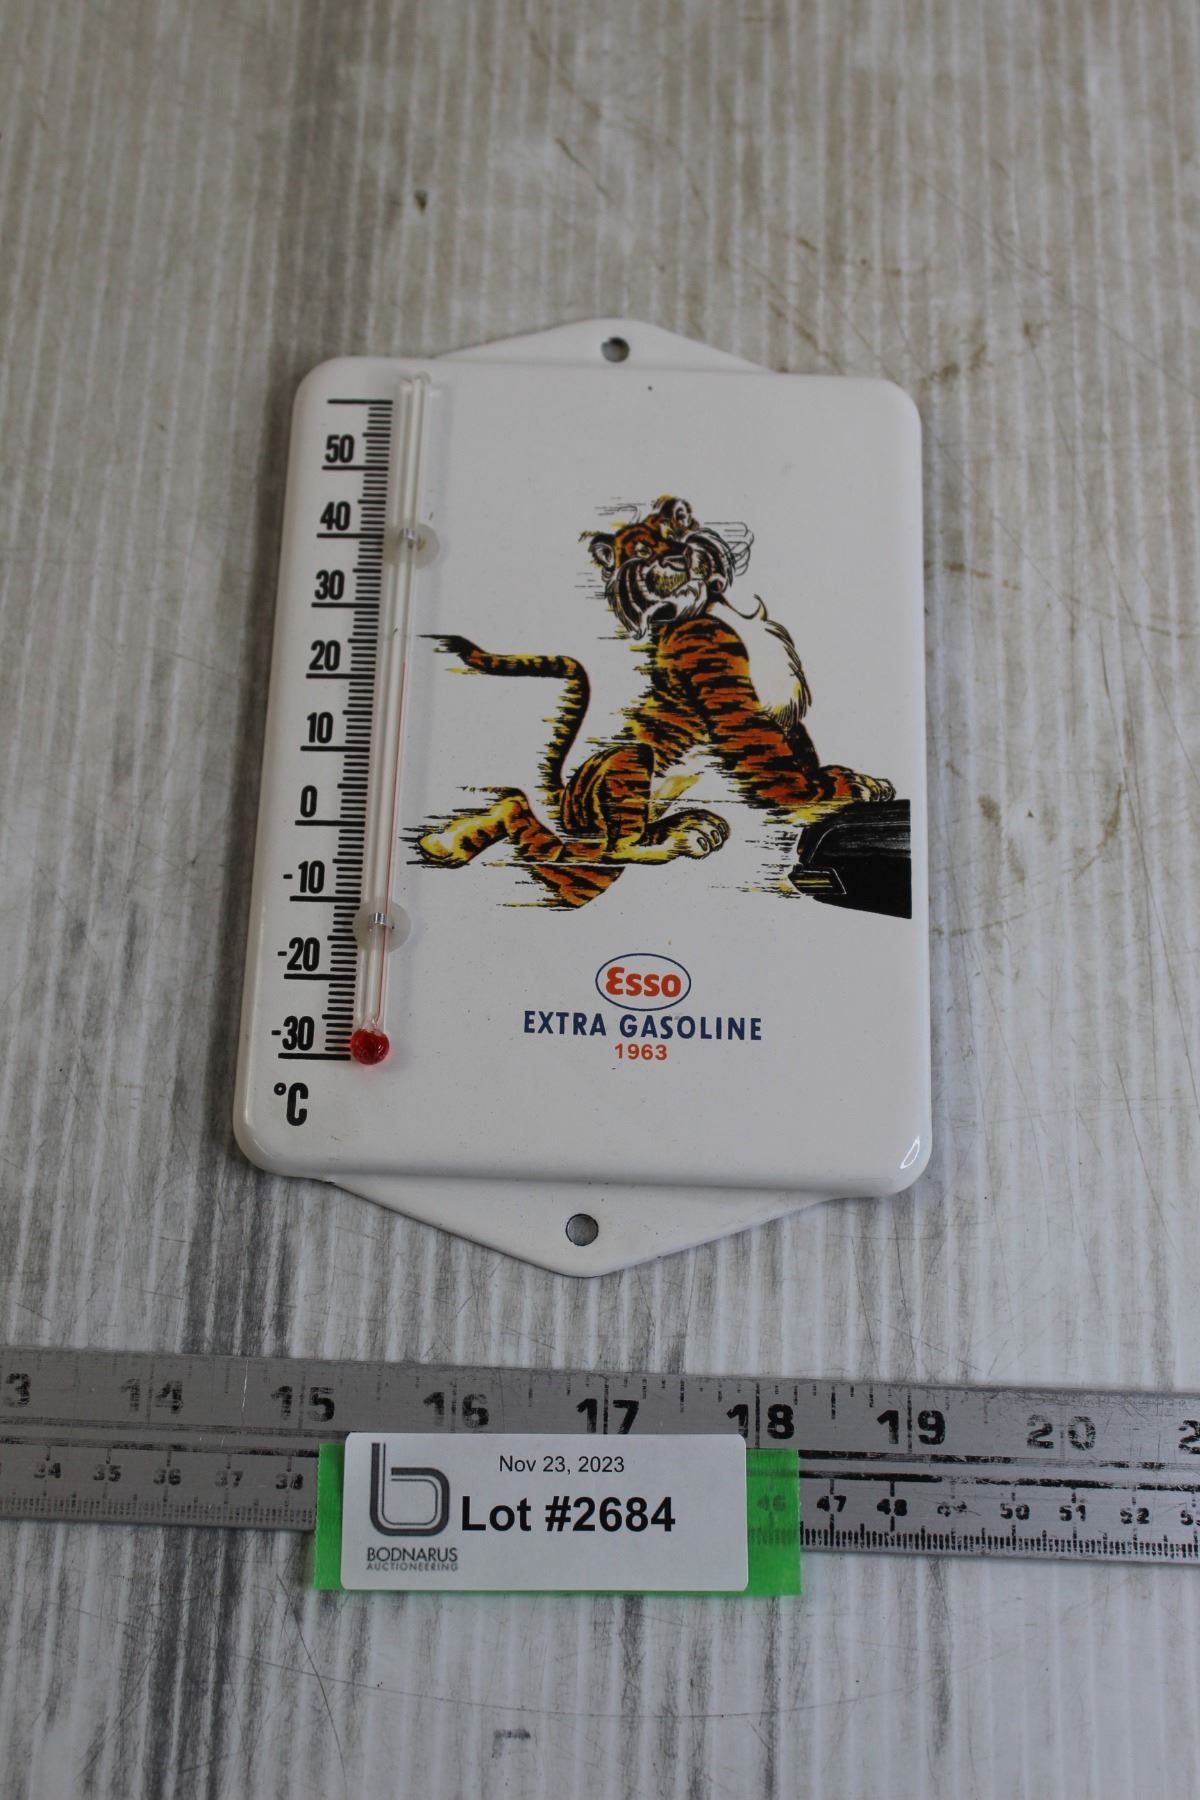 50
40
30
20
10
0
-10
-20
-30
°C
Esso
EXTRA GASOLINE
1963
3 14 15 16 17 18 19 20 2
34 35 36 37 38 46 47 48 49 50 51 52
Nov 23, 2023
Lot #2684
BODNARUS
AUCTIONEERING